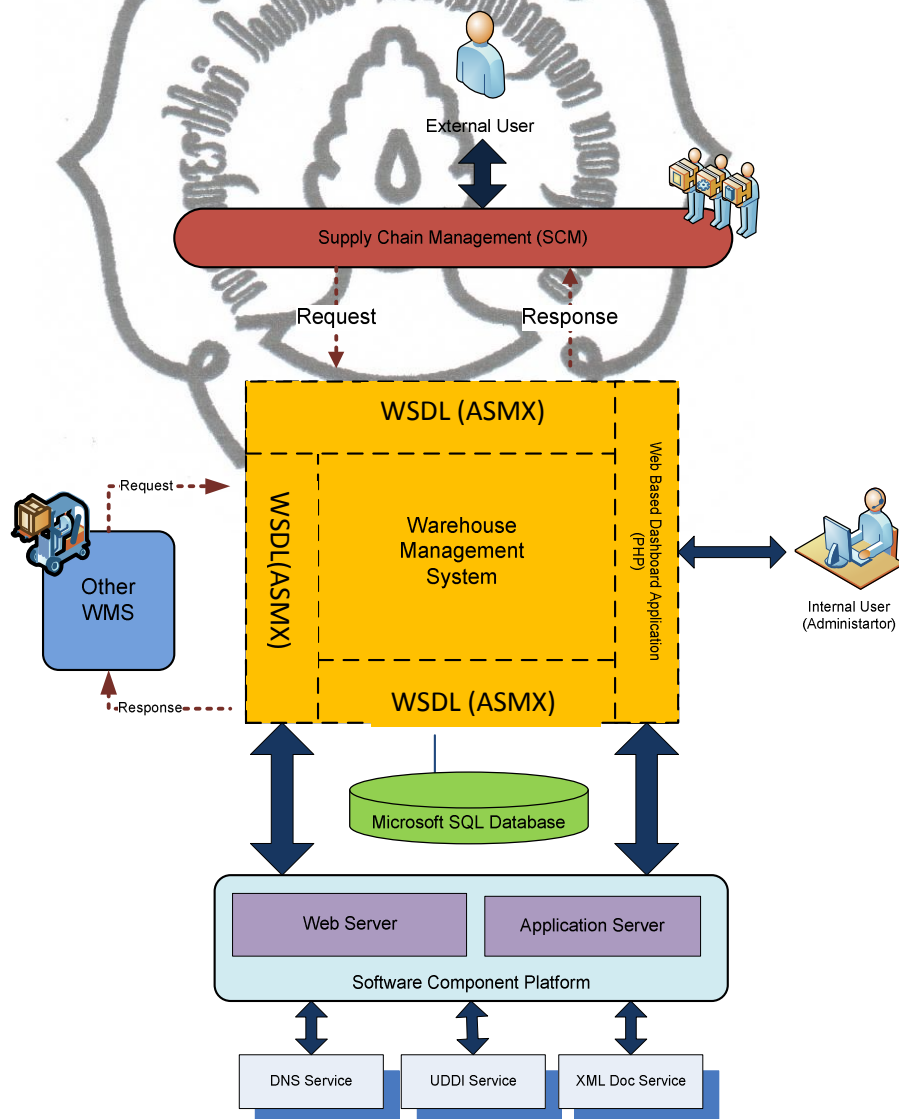 External User
Supply Chain Management (SCM)
Request
Response
WSDL (ASMX)
Web Based Dashboard Application
(PHP)
Request
WSDL(ASMX)
Warehouse
Management
System
Other
WMS
Internal User
(Administartor)
WSDL (ASMX)
Response
Microsoft SQL Database
Web Server
Application Server
Software Component Platform
DNS Service
UDDI Service
XML Doc Service